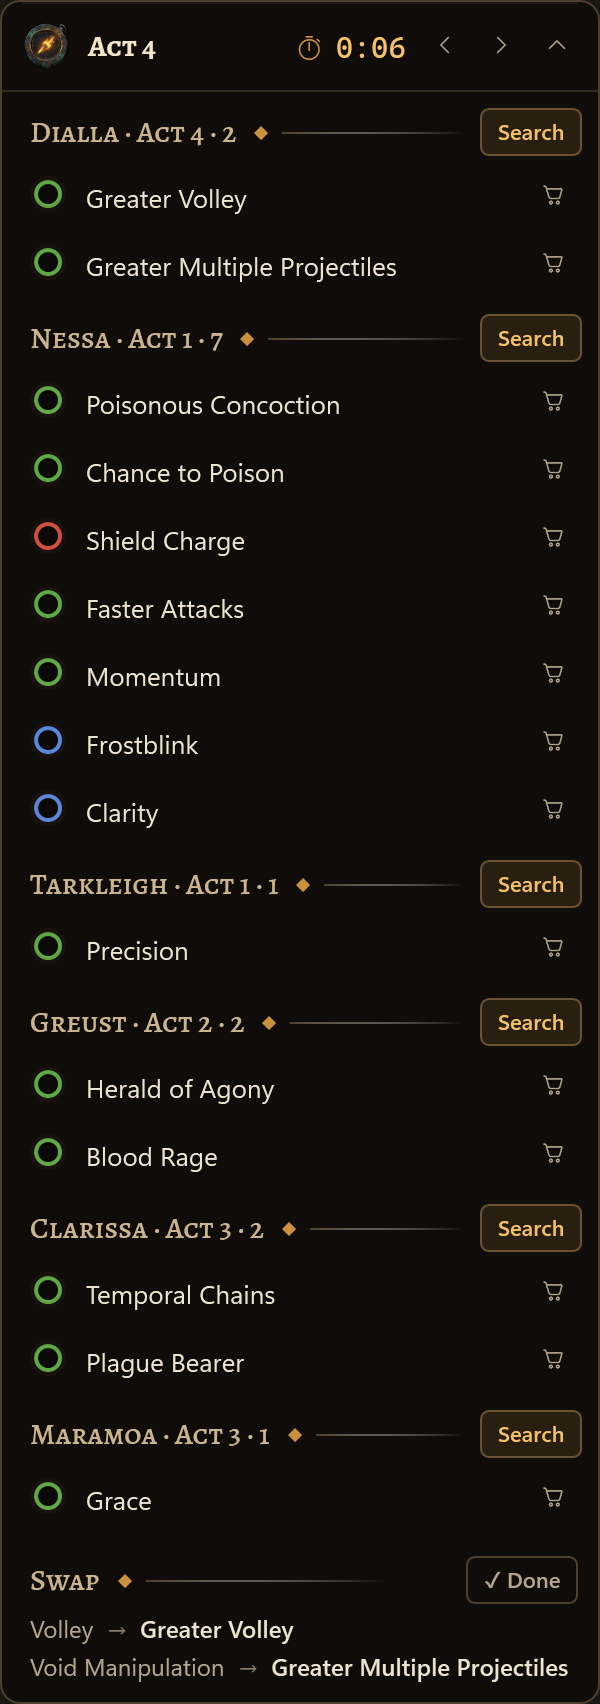 Act 4
0:06
Dialla · Act 4 · 2
Search
Greater Volley
Greater Multiple Projectiles
Nessa · Act 1 · 7
Search
Poisonous Concoction
Chance to Poison
Shield Charge
Faster Attacks
Momentum
Frostblink
Clarity
Tarkleigh · Act 1 · 1
Search
Precision
Greust · Act 2 · 2
Search
Herald of Agony
Blood Rage
Clarissa · Act 3 · 2
Search
Temporal Chains
Plague Bearer
Maramoa · Act 3 · 1
Search
Grace
Swap
✓ Done
Volley → Greater Volley
Void Manipulation → Greater Multiple Projectiles